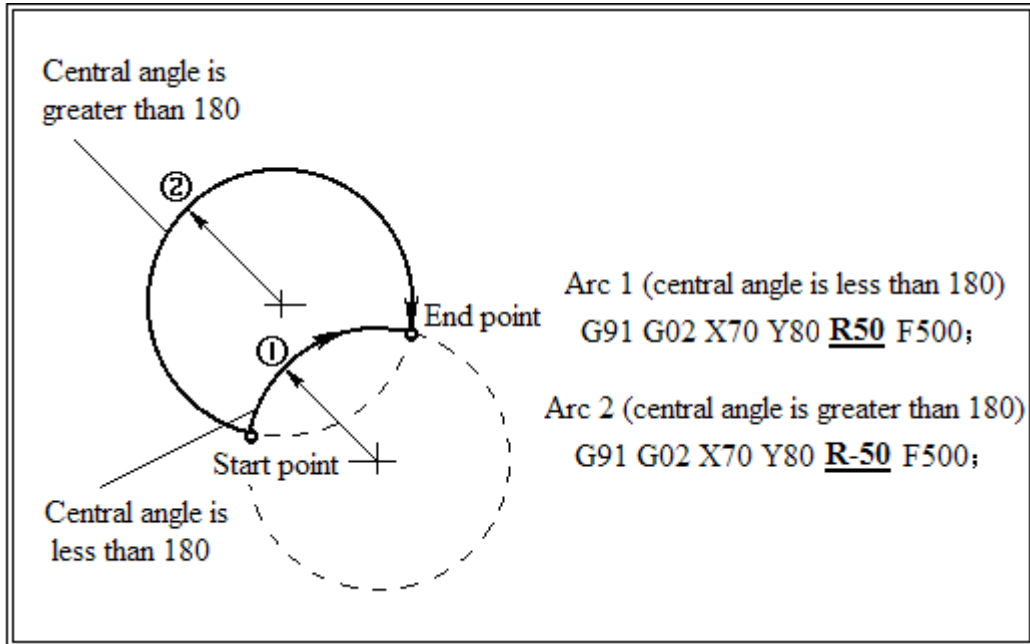 Central angle is
greater than 180
②
End point
①
Start point
Central angle is
less than 180
Arc 1 (central angle is less than 180)
G91 G02 X70 Y80 R50 F500;
Arc 2 (central angle is greater than 180)
G91 G02 X70 Y80 R-50 F500;